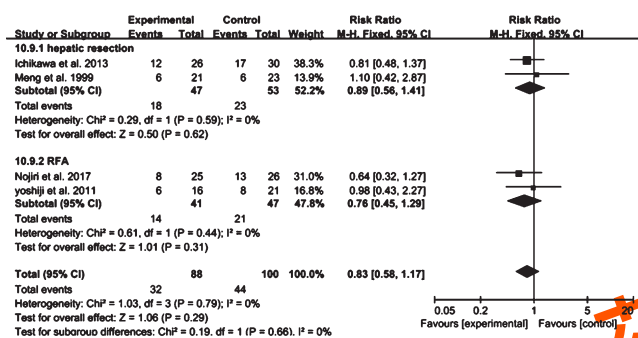 Experimental Control Risk Ratio Risk Ratio
Study or Subgroup Events Total Events Total Weight M-H. Fixed. 95% CI M-H. Fixed. 95% CI
10.9.1 hepatic resection
Ichikawa et al. 2013 12 26 17 30 38.3% 0.81 [0.48, 1.37]
Meng et al. 1999 6 21 6 23 13.9% 1.10 [0.42, 2.87]
Subtotal (95% CI) 47 53 52.2% 0.89 [0.56, 1.41]
Total events 18 23
Heterogeneity: Chi² = 0.29, df = 1 (P = 0.59); I² = 0%
Test for overall effect: Z = 0.50 (P = 0.62)
10.9.2 RFA
Nojiri et al. 2017 8 25 13 26 31.0% 0.64 [0.32, 1.27]
yoshiji et al. 2011 6 16 8 21 16.8% 0.98 [0.43, 2.27]
Subtotal (95% CI) 41 47 47.8% 0.76 [0.45, 1.29]
Total events 14 21
Heterogeneity: Chi² = 0.61, df = 1 (P = 0.44); I² = 0%
Test for overall effect: Z = 1.01 (P = 0.31)
Total (95% CI) 88 100 100.0% 0.83 [0.58, 1.17]
Total events 32 44
Heterogeneity: Chi² = 1.03, df = 3 (P = 0.79); I² = 0%
Test for overall effect: Z = 1.06 (P = 0.29)
Test for subgroup differences: Chi² = 0.19. df = 1 (P = 0.66). I² = 0%
0.05 0.2 1 5 20
Favours [experimental] Favours [control]